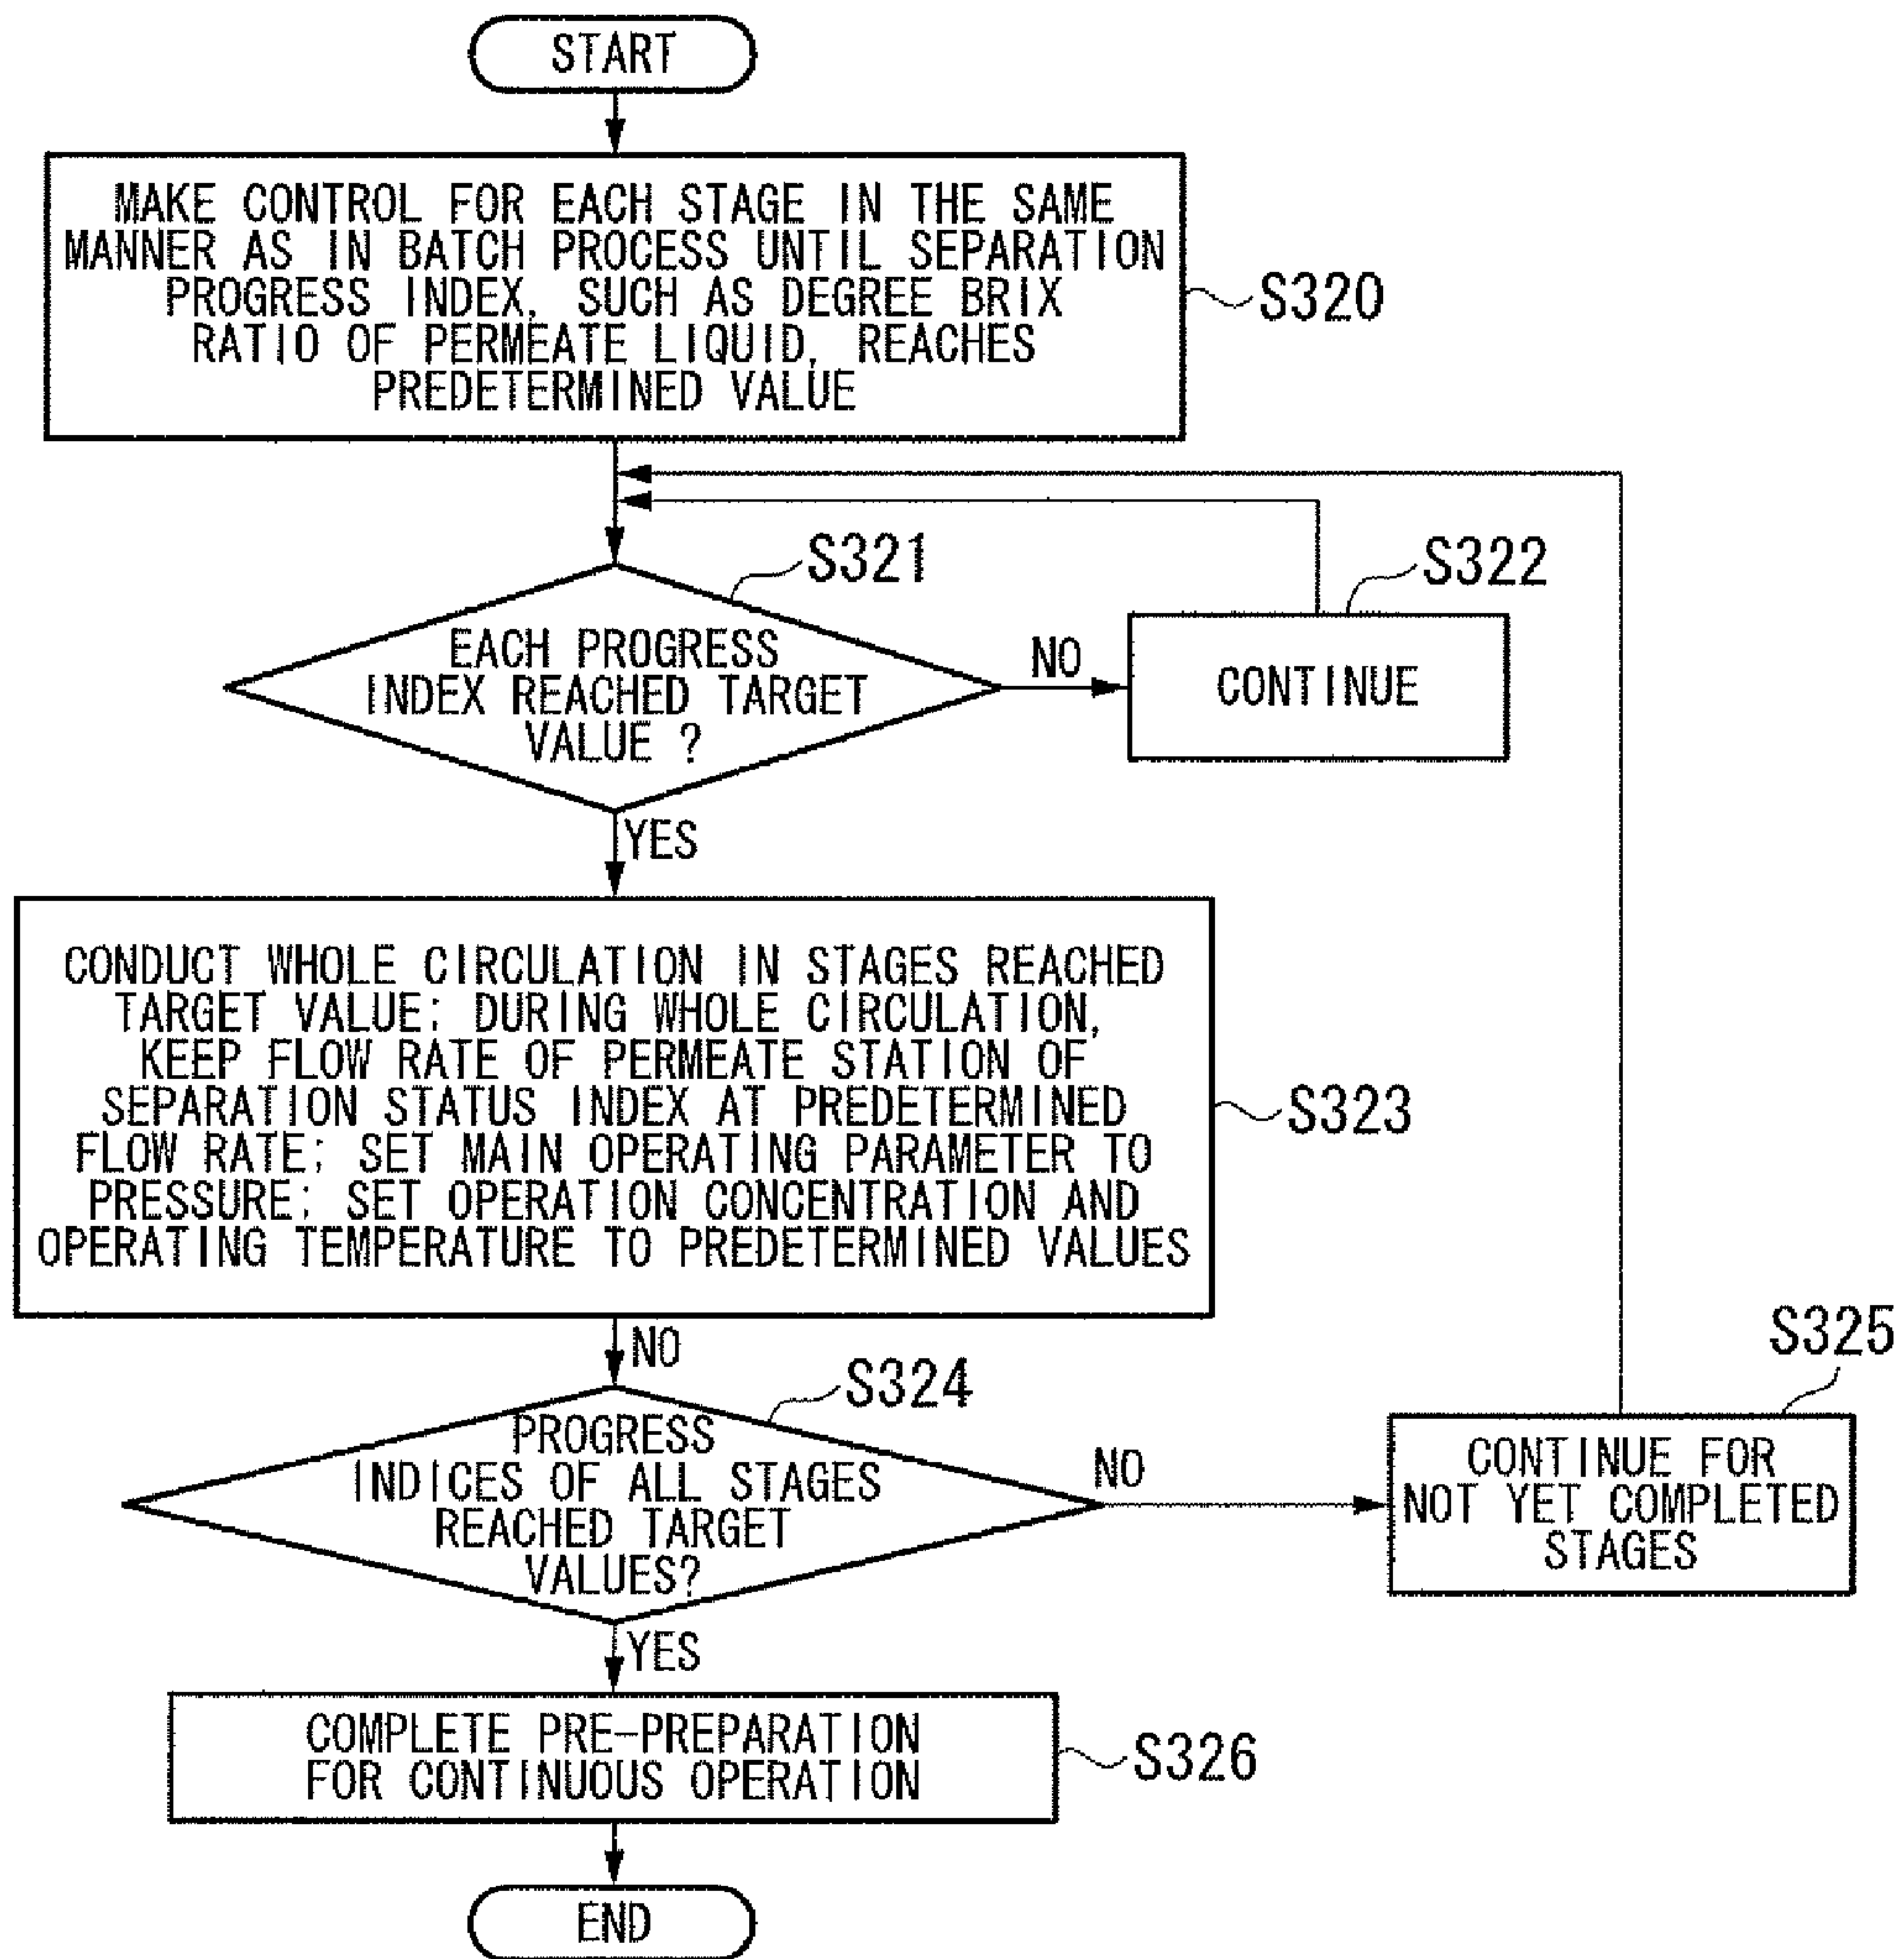 START
MAKE CONTROL FOR EACH STAGE IN THE SAME
MANNER AS IN BATCH PROCESS UNTIL SEPARATION
PROGRESS INDEX, SUCH AS DEGREE BRIX
RATIO OF PERMEATE LIQUID, REACHES
PREDETERMINED VALUE
S320
S321
EACH PROGRESS
INDEX REACHED TARGET
VALUE ?
NO
S322
CONTINUE
YES
CONDUCT WHOLE CIRCULATION IN STAGES REACHED
TARGET VALUE; DURING WHOLE CIRCULATION,
KEEP FLOW RATE OF PERMEATE STATION OF
SEPARATION STATUS INDEX AT PREDETERMINED
FLOW RATE; SET MAIN OPERATING PARAMETER TO
PRESSURE; SET OPERATION CONCENTRATION AND
OPERATING TEMPERATURE TO PREDETERMINED VALUES
S323
NO
S324
PROGRESS
INDICES OF ALL STAGES
REACHED TARGET
VALUES?
NO
S325
CONTINUE FOR
NOT YET COMPLETED
STAGES
YES
COMPLETE PRE-PREPARATION
FOR CONTINUOUS OPERATION
S326
END